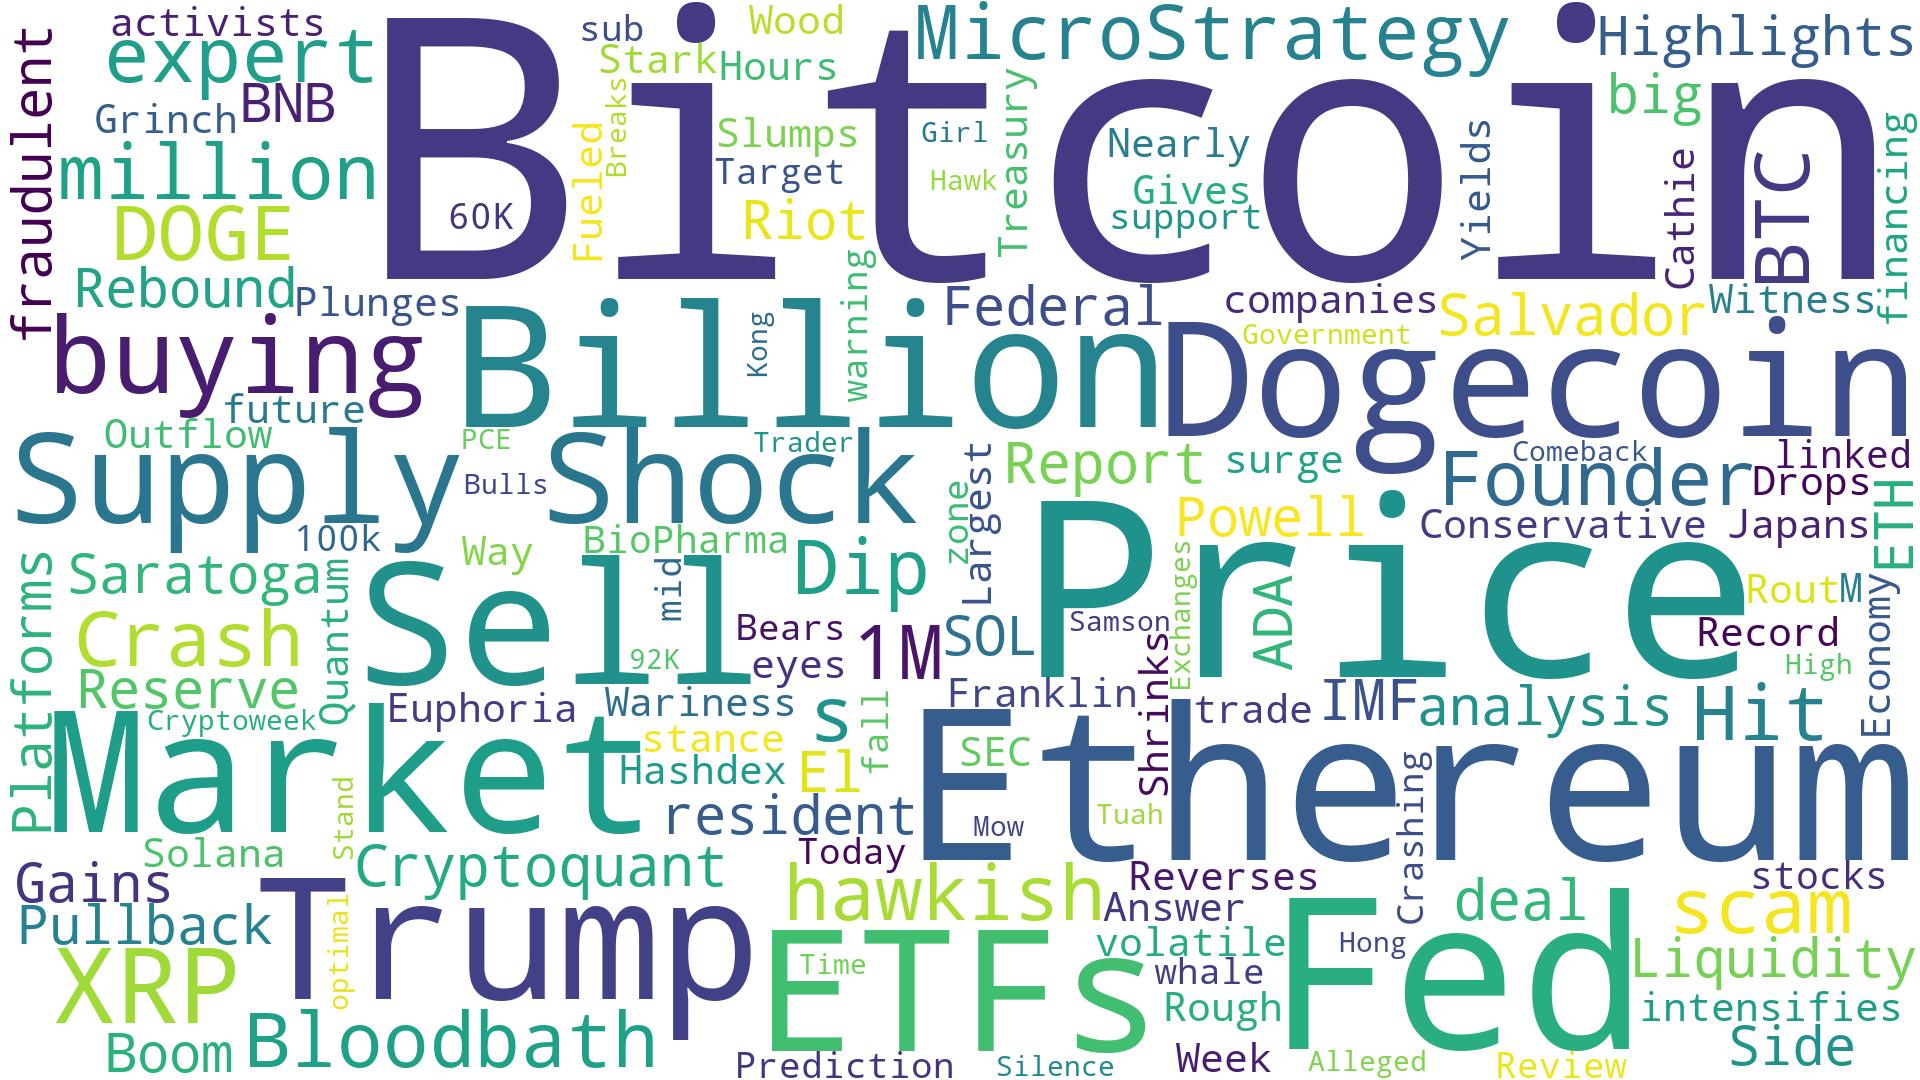 activists
expert
fraudulent
Grinch
BNB
million
DOGE
Rebound
Plunges
Bitcoin
60K
sub
Stark
Wood
Hours
Breaks
Fueled
Slumps
Target
Riot
MicroStrategy
Girl
Hawk
Treasury
Nearly
Gives
support
Yields
Highlights
big
Cathie
BTC
financing
buying
future
Billion
Kong
Warning
Federal
companies
Government
Salvador
Witness
Dogecoin
Outflow
Supply
100k
PCE
Bulls
Shock
Trader
Report
surge
zone
Largest
Founder
Comeback
linked
Drops
Conservative
Japans
ETH
Powell
Price
Saratoga
Platforms
Quantum
Crash
Reserve
Way
BioPharma
Dip
Sell
mid
92K
Bears
eyes
1M
SOL
Samson
Shrinks
Exchanges
ADA
Rout
M
Record
High
Economy
Cryptoweek
Euphoria
Wariness
Market
stance
Hashdex
s
El
fall
Franklin
SEC
trade
IMF
analysis
Hit
Ethereum
Mow
Tuah
Crashing
resident
Today
Stand
Solana
Gains
Pullback
Cryptoquant
Trump
optimal
hawkish
Reverses
Answer
deal
stocks
scam
XRP
Boom
Bloodbath
ETFs
Time
volatile
whale
Rough
Hong
Fed
Liquidity
intensifies
Side
Prediction
Silence
Week
Alleged
Review